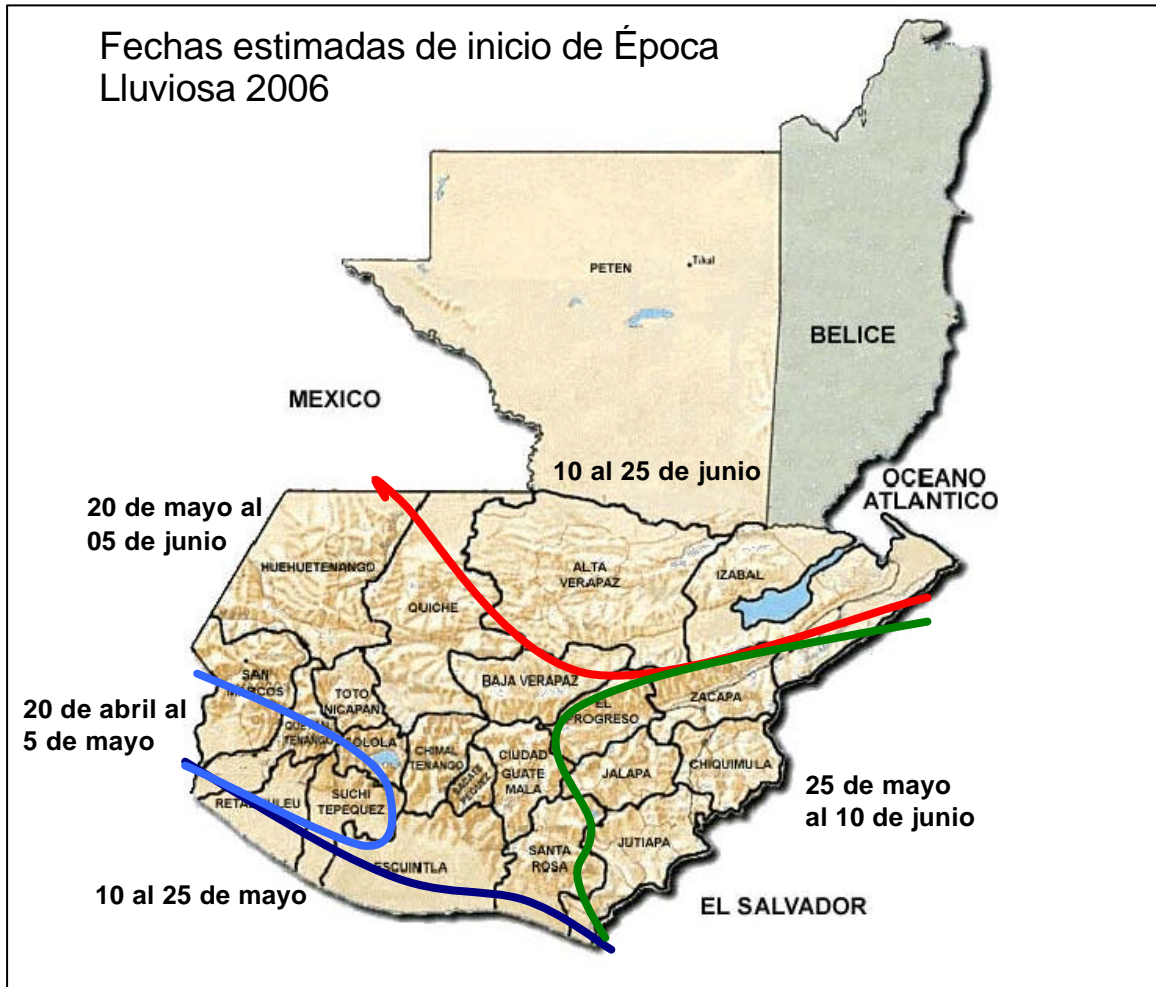 Fechas estimadas de inicio de Época
Lluviosa 2006
Tikal
PETEN
BELICE
MEXICO
10 al 25 de junio
OCEANO
ATLANTICO
20 de mayo al
05 de junio
HUEHUETENANGO
ALTA
VERAPAZ
IZABAL
QUICHE
SAN
MARCOS
TOTO
NICAPAN
BAJA VERAPAZ
EL
PROGRESO
ZACAPA
20 de abril al
5 de mayo
TENANGO
CHIMAL
TENANGO
SACATE
PEQUEZ
CIUDAD
GUATE
MALA
JALAPA
CHIQUIMULA
SUCHI
TEPEQUEZ
25 de mayo
al 10 de junio
SANTA
ROSA
JUTIAPA
ESCUINTLA
10 al 25 de mayo
EL SALVADOR